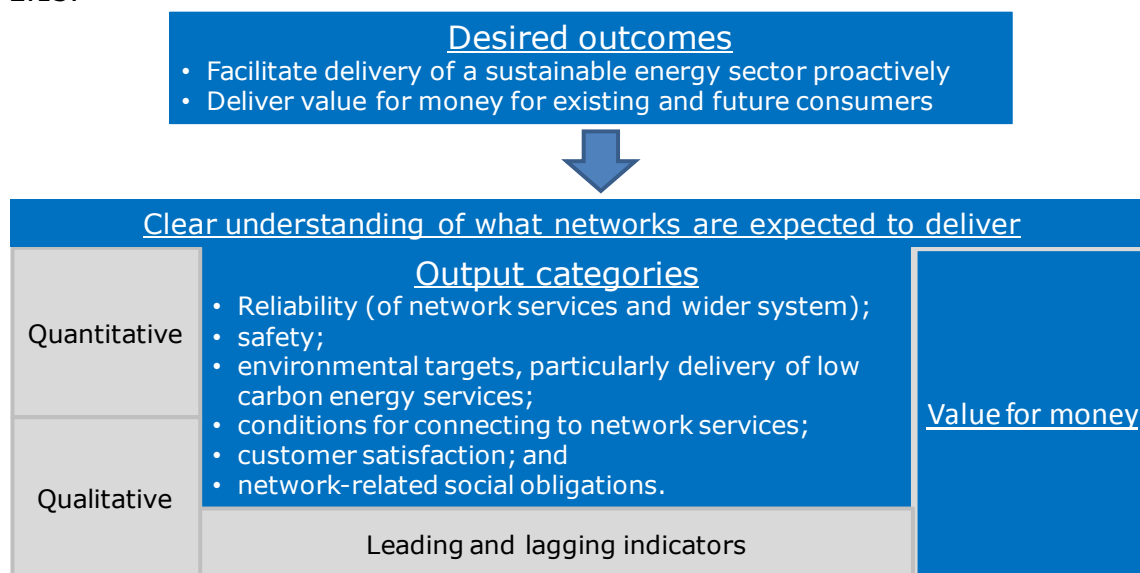 Desired outcomes
• Facilitate delivery of a sustainable energy sector proactively
• Deliver value for money for existing and future consumers
Clear understanding of what networks are expected to deliver
Quantitative
Qualitative
Output categories
• Reliability (of network services and wider system);
• safety;
• environmental targets, particularly delivery of low
carbon energy services;
• conditions for connecting to network services;
• customer satisfaction; and
• network-related social obligations.
Leading and lagging indicators
Value for money